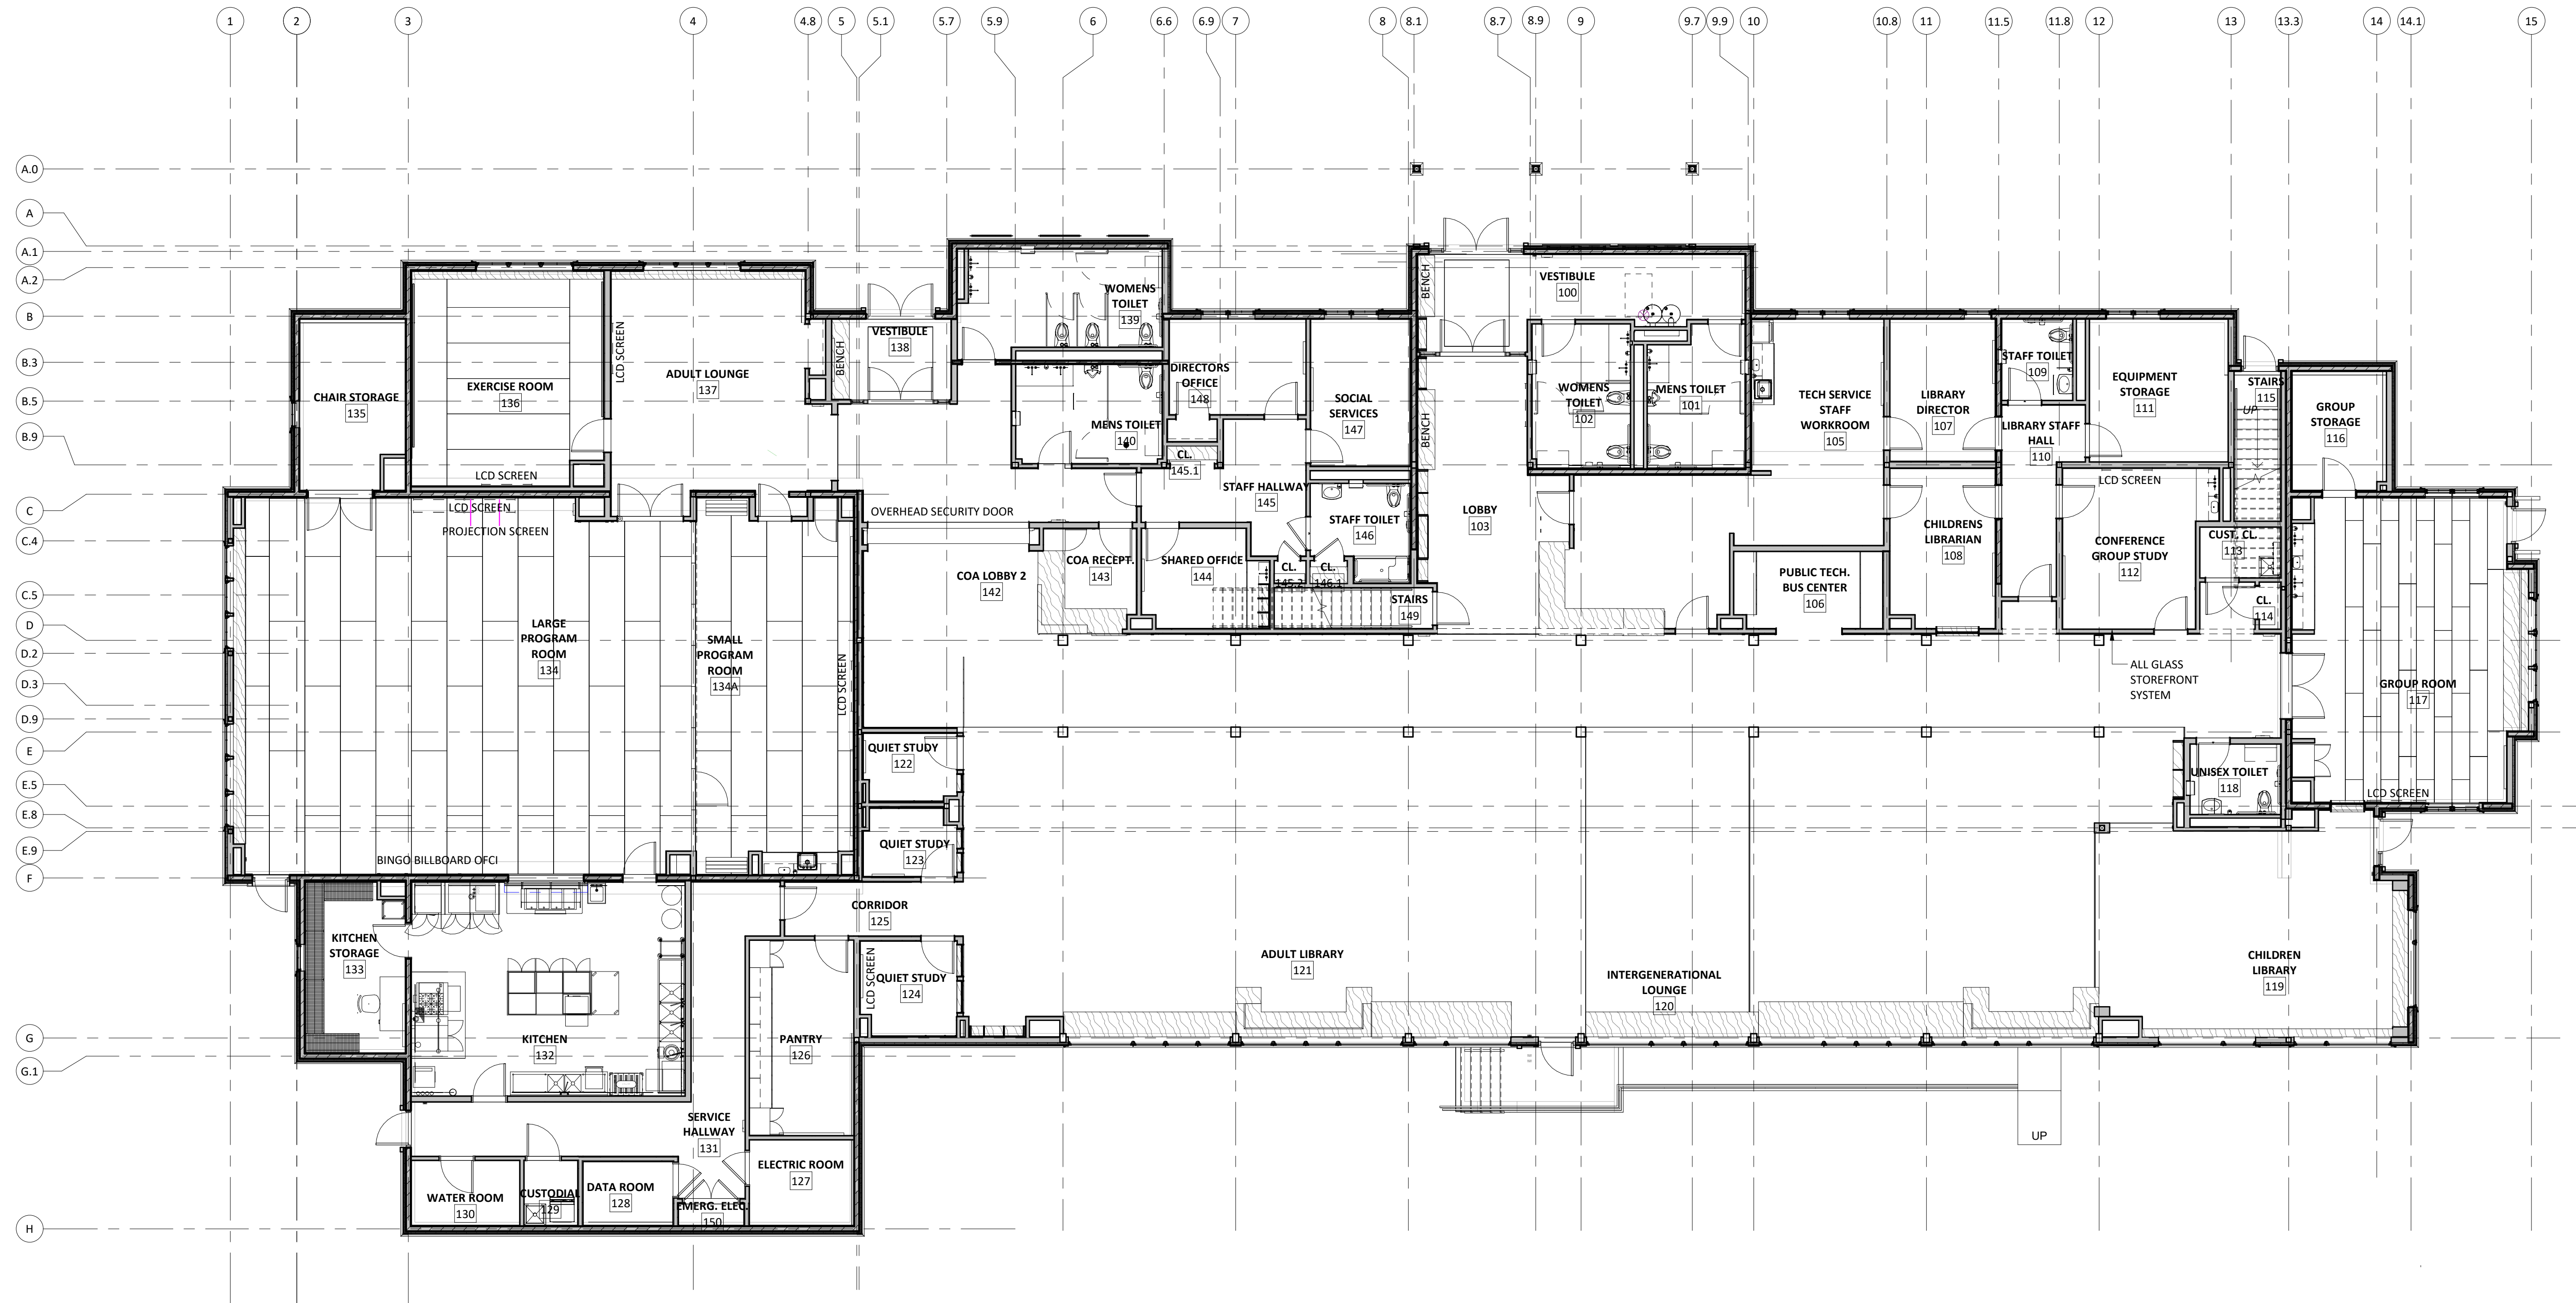 1
2
3
4
4.8
5
5.1
5.7
5.9
6
6.6
6.9
7
8
8.1
8.7
8.9
9
9.7
9.9
10
10.8
11
11.5
11.8
12
13
13.3
14
14.1
15
A.0
A
A.1
A.2
B
B.3
B.5
B.9
C
C.4
C.5
D
D.2
D.3
D.9
E
E.5
E.8
E.9
F
G
G.1
H
CHAIR STORAGE
135
EXERCISE ROOM
136
LCD SCREEN
LCD SCREEN
ADULT LOUNGE
137
BENCH
VESTIBULE
138
WOMENS
TOILET
139
MENS TOILET
140
DIRECTORS
OFFICE
148
CL.
145.1
SOCIAL
SERVICES
147
STAFF HALLWAY
145
STAFF TOILET
146
BENCH
BENCH
VESTIBULE
100
WOMENS
TOILET
102
MENS TOILET
101
TECH SERVICE
STAFF
WORKROOM
105
LIBRARY
DIRECTOR
107
STAFF TOILET
109
LIBRARY STAFF
HALL
110
EQUIPMENT
STORAGE
111
STAIRS
115
UP
GROUP
STORAGE
116
LCD SCREEN
PROJECTION SCREEN
OVERHEAD SECURITY DOOR
COA LOBBY 2
142
COA RECEPT.
143
SHARED OFFICE
144
CL.
145.2
CL.
146.1
STAIRS
149
LOBBY
103
PUBLIC TECH.
BUS CENTER
106
CHILDRENS
LIBRARIAN
108
LCD SCREEN
CONFERENCE
GROUP STUDY
112
CUST. CL.
113
CL.
114
LARGE
PROGRAM
ROOM
134
SMALL
PROGRAM
ROOM
134A
LCD SCREEN
ALL GLASS
STOREFRONT
SYSTEM
GROUP ROOM
117
LCD SCREEN
QUIET STUDY
122
QUIET STUDY
123
UNISEX TOILET
118
BINGO BILLBOARD OFCI
CORRIDOR
125
KITCHEN
STORAGE
133
KITCHEN
132
PANTRY
126
LCD SCREEN
QUIET STUDY
124
ADULT LIBRARY
121
INTERGENERATIONAL
LOUNGE
120
CHILDREN
LIBRARY
119
SERVICE
HALLWAY
131
ELECTRIC ROOM
127
WATER ROOM
130
CUSTODIAL
129
DATA ROOM
128
EMERG. ELEC.
150
UP